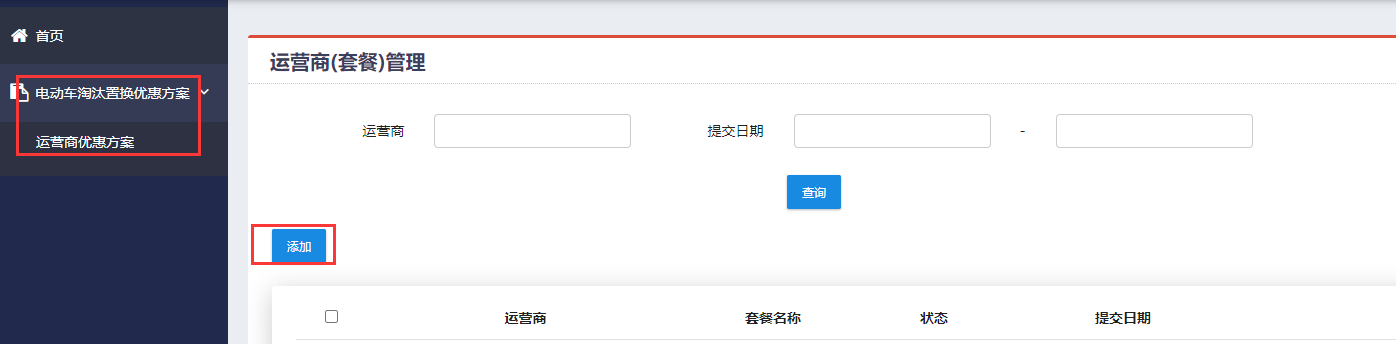 首页
电动车淘汰置换优惠方案
运营商优惠方案
运营商(套餐)管理
运营商 提交日期 -
查询
添加
运营商 套餐名称 状态 提交日期